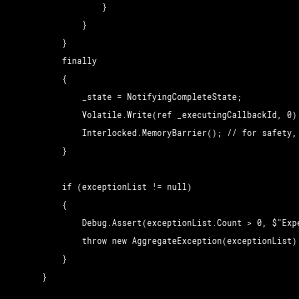 }
}
}
finally
{
_state = NotifyingCompleteState;
Volatile.Write(ref _executingCallbackId, 0)
Interlocked.MemoryBarrier(); // for safety,
}
if (exceptionList != null)
{
Debug.Assert(exceptionList.Count > 0, $"Expe
throw new AggregateException(exceptionList)
}
}